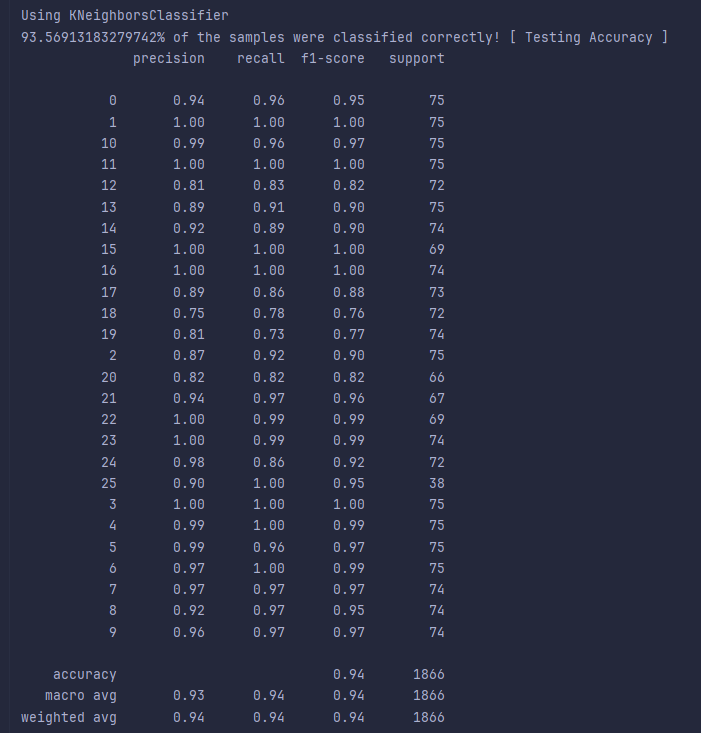 Using KNeighborsClassifier
93.56913183279742% of the samples were classified correctly! [ Testing Accuracy ]
precision recall f1-score support
0 0.94 0.96 0.95 75
1 1.00 1.00 1.00 75
10 0.99 0.96 0.97 75
11 1.00 1.00 1.00 75
12 0.81 0.83 0.82 72
13 0.89 0.91 0.90 75
14 0.92 0.89 0.90 74
15 1.00 1.00 1.00 69
16 1.00 1.00 1.00 74
17 0.89 0.86 0.88 73
18 0.75 0.78 0.76 72
19 0.81 0.73 0.77 74
2 0.87 0.92 0.90 75
20 0.82 0.82 0.82 66
21 0.94 0.97 0.96 67
22 1.00 0.99 0.99 69
23 1.00 0.99 0.99 74
24 0.98 0.86 0.92 72
25 0.90 1.00 0.95 38
3 1.00 1.00 1.00 75
4 0.99 1.00 0.99 75
5 0.99 0.96 0.97 75
6 0.97 1.00 0.99 75
7 0.97 0.97 0.97 74
8 0.92 0.97 0.95 74
9 0.96 0.97 0.97 74
accuracy 0.94 1866
macro avg 0.93 0.94 0.94 1866
weighted avg 0.94 0.94 0.94 1866